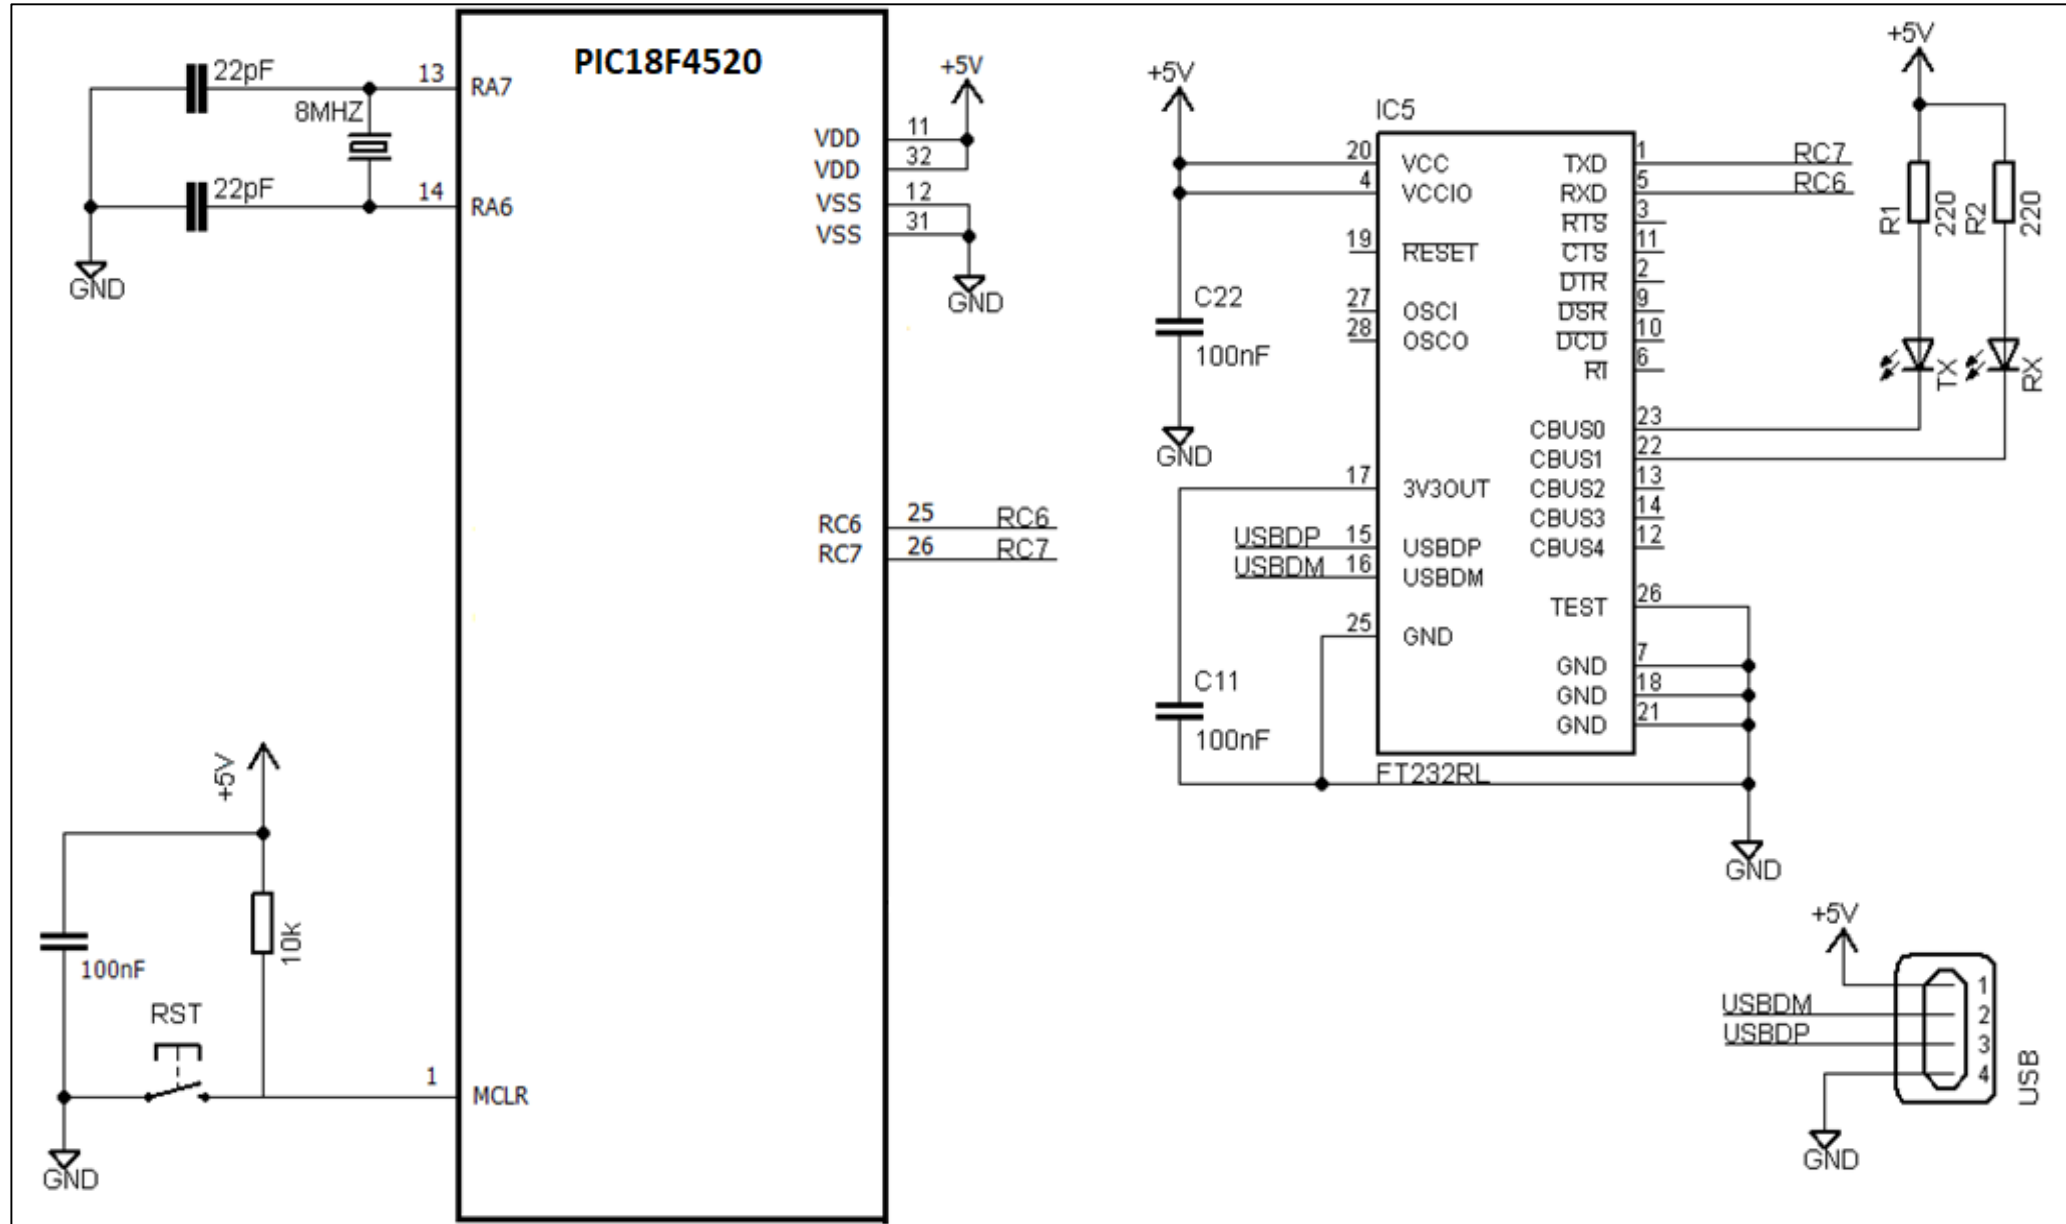 PIC18F4520
22pF
13
RA7
8MHZ
22pF
14
RA6
GND
+5V
VDD
11
VDD
32
VSS
12
VSS
31
GND
RC6
25
RC6
RC7
26
RC7
+5V
10k
100nF
RST
1
MCLR
GND
+5V
IC5
20
VCC
4
VCCIO
19
RESET
27
OSCI
28
OSCO
C22
100nF
GND
17
3V3OUT
USBDP
15
USBDP
USBDM
16
USBDM
25
GND
C11
100nF
FT232RL
TXD
1
RC7
RXD
5
RC6
RTS
3
CTS
11
DTR
2
DSR
9
DCD
10
RI
6
CBUS0
23
CBUS1
22
CBUS2
13
CBUS3
14
CBUS4
12
TEST
26
GND
7
GND
18
GND
21
GND
+5V
R1
220
R2
220
TX
RX
+5V
1
USBDM
2
USBDP
3
4
USB
GND